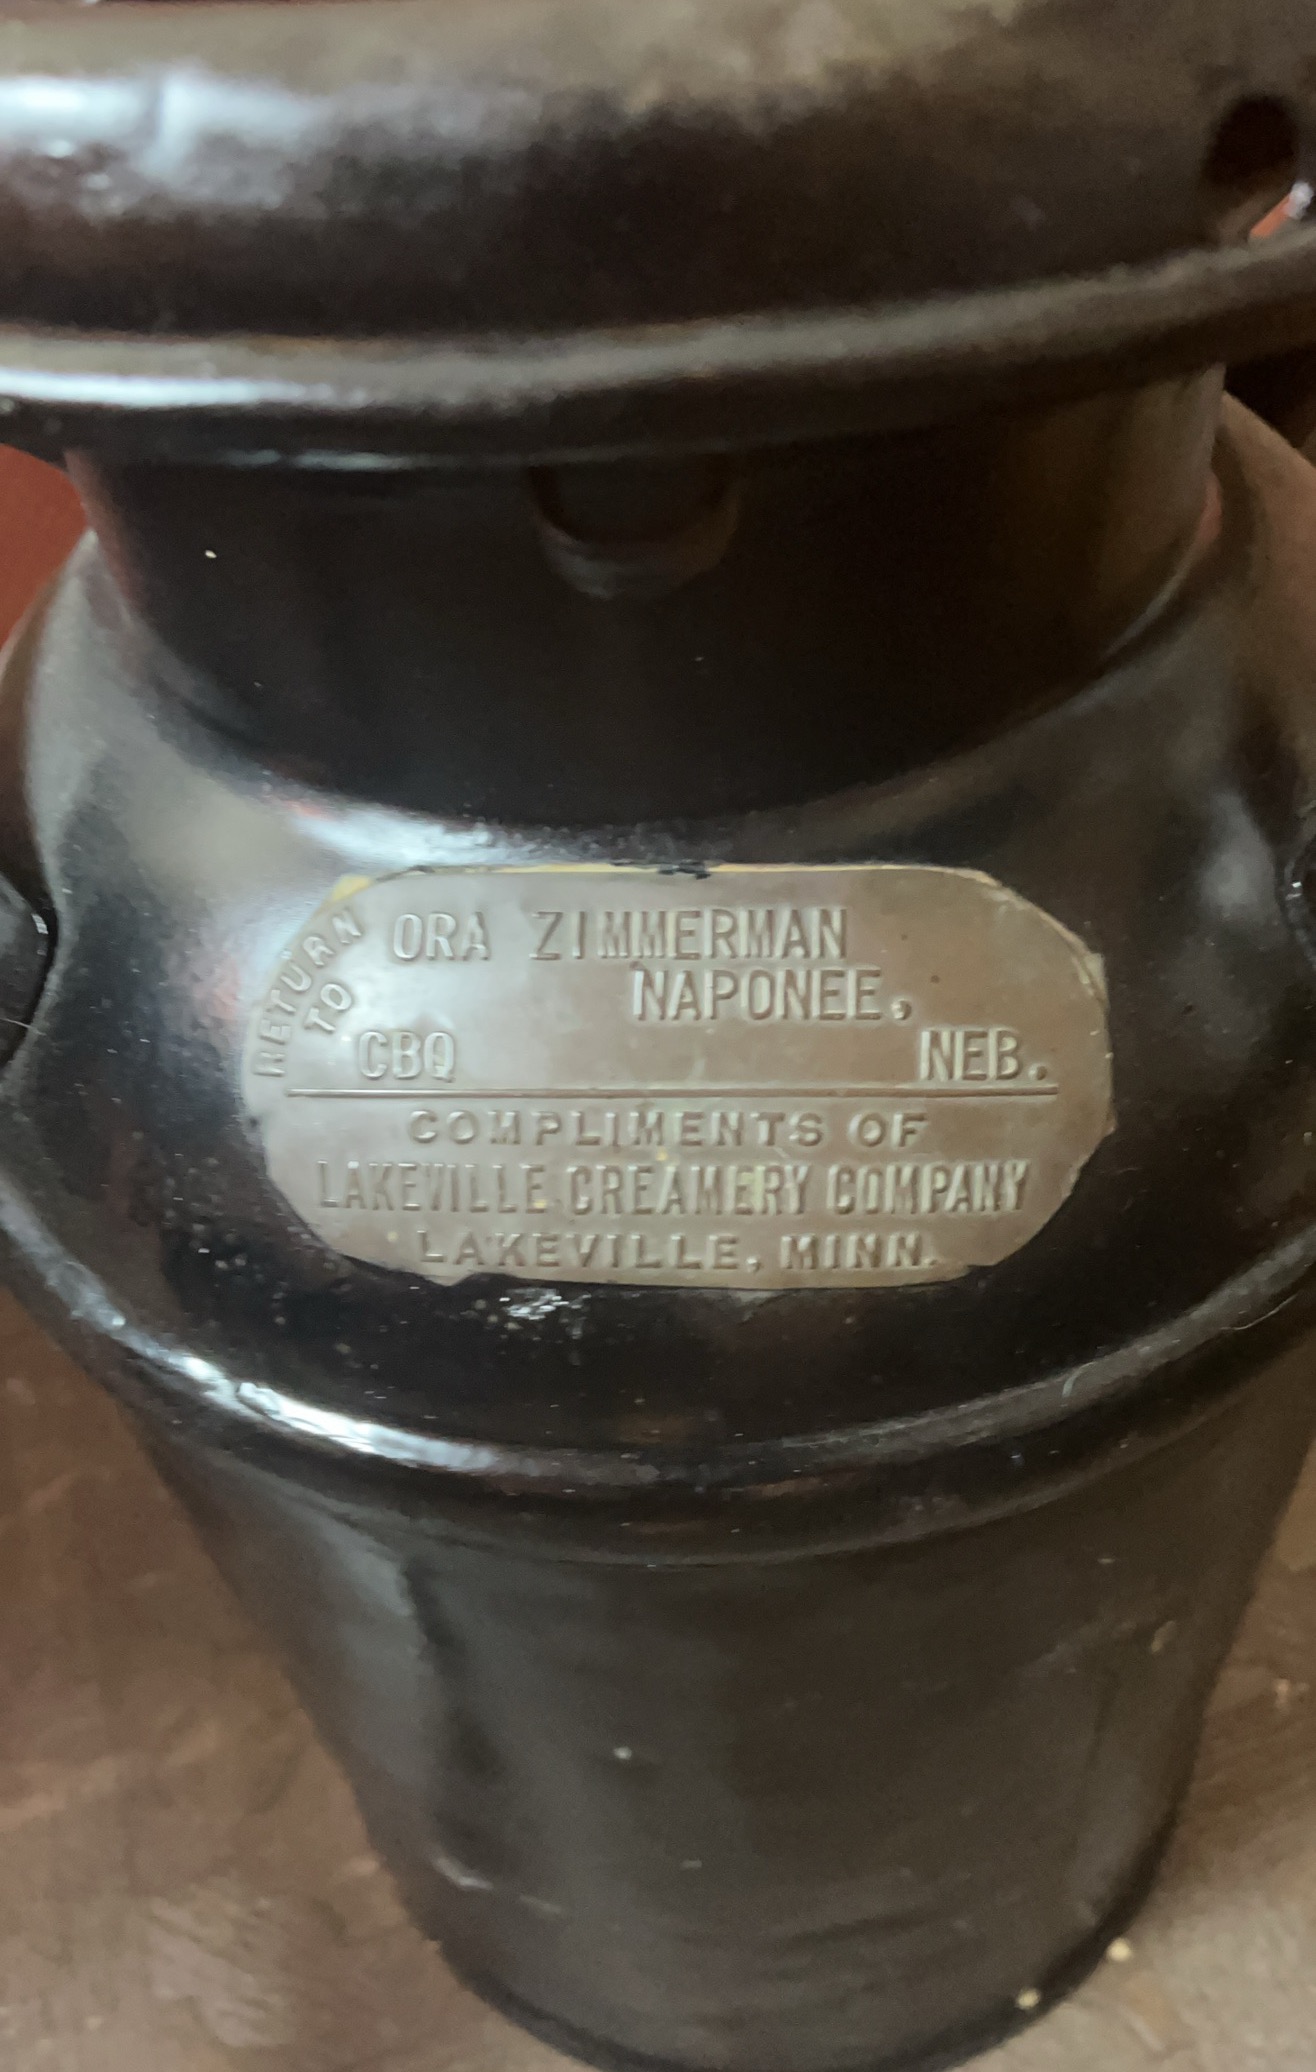 RETURN
TO
ORA ZIMMERMAN
NAPONEE.
CBQ NEB.
COMPLIMENTS OF
LAKEVILLE CREAMERY COMPANY
LAKEVILLE, MINN.